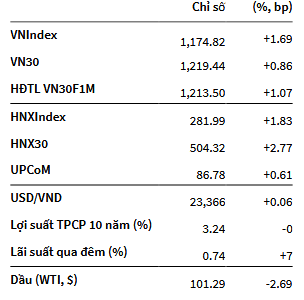 Chỉ số (%, bp)
VNIndex 1,174.82 +1.69
VN30 1,219.44 +0.86
HĐTL VN30F1M 1,213.50 +1.07
HNXIndex 281.99 +1.83
HNX30 504.32 +2.77
UPCoM 86.78 +0.61
USD/VND 23,366 +0.06
Lợi suất TPCP 10 năm (%) 3.24 -0
Lãi suất qua đêm (%) 0.74 +7
Dầu (WTI, $) 101.29 -2.69